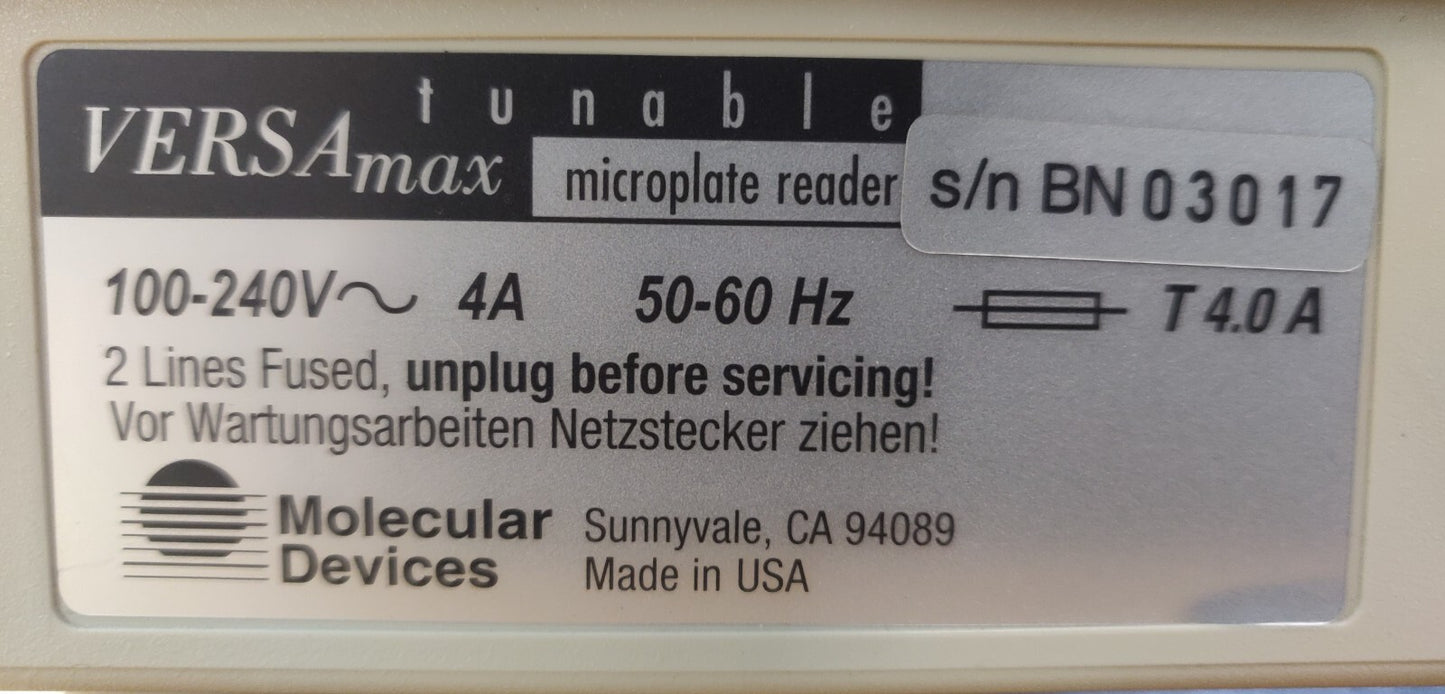 VERSAmax tunable
microplate reader
s/n BN 03017
100-240V~ 4A 50-60 Hz T 4.0 A
2 Lines Fused, unplug before servicing!
Vor Wartungsarbeiten Netzstecker ziehen!
Molecular
Devices
Sunnyvale, CA 94089
Made in USA